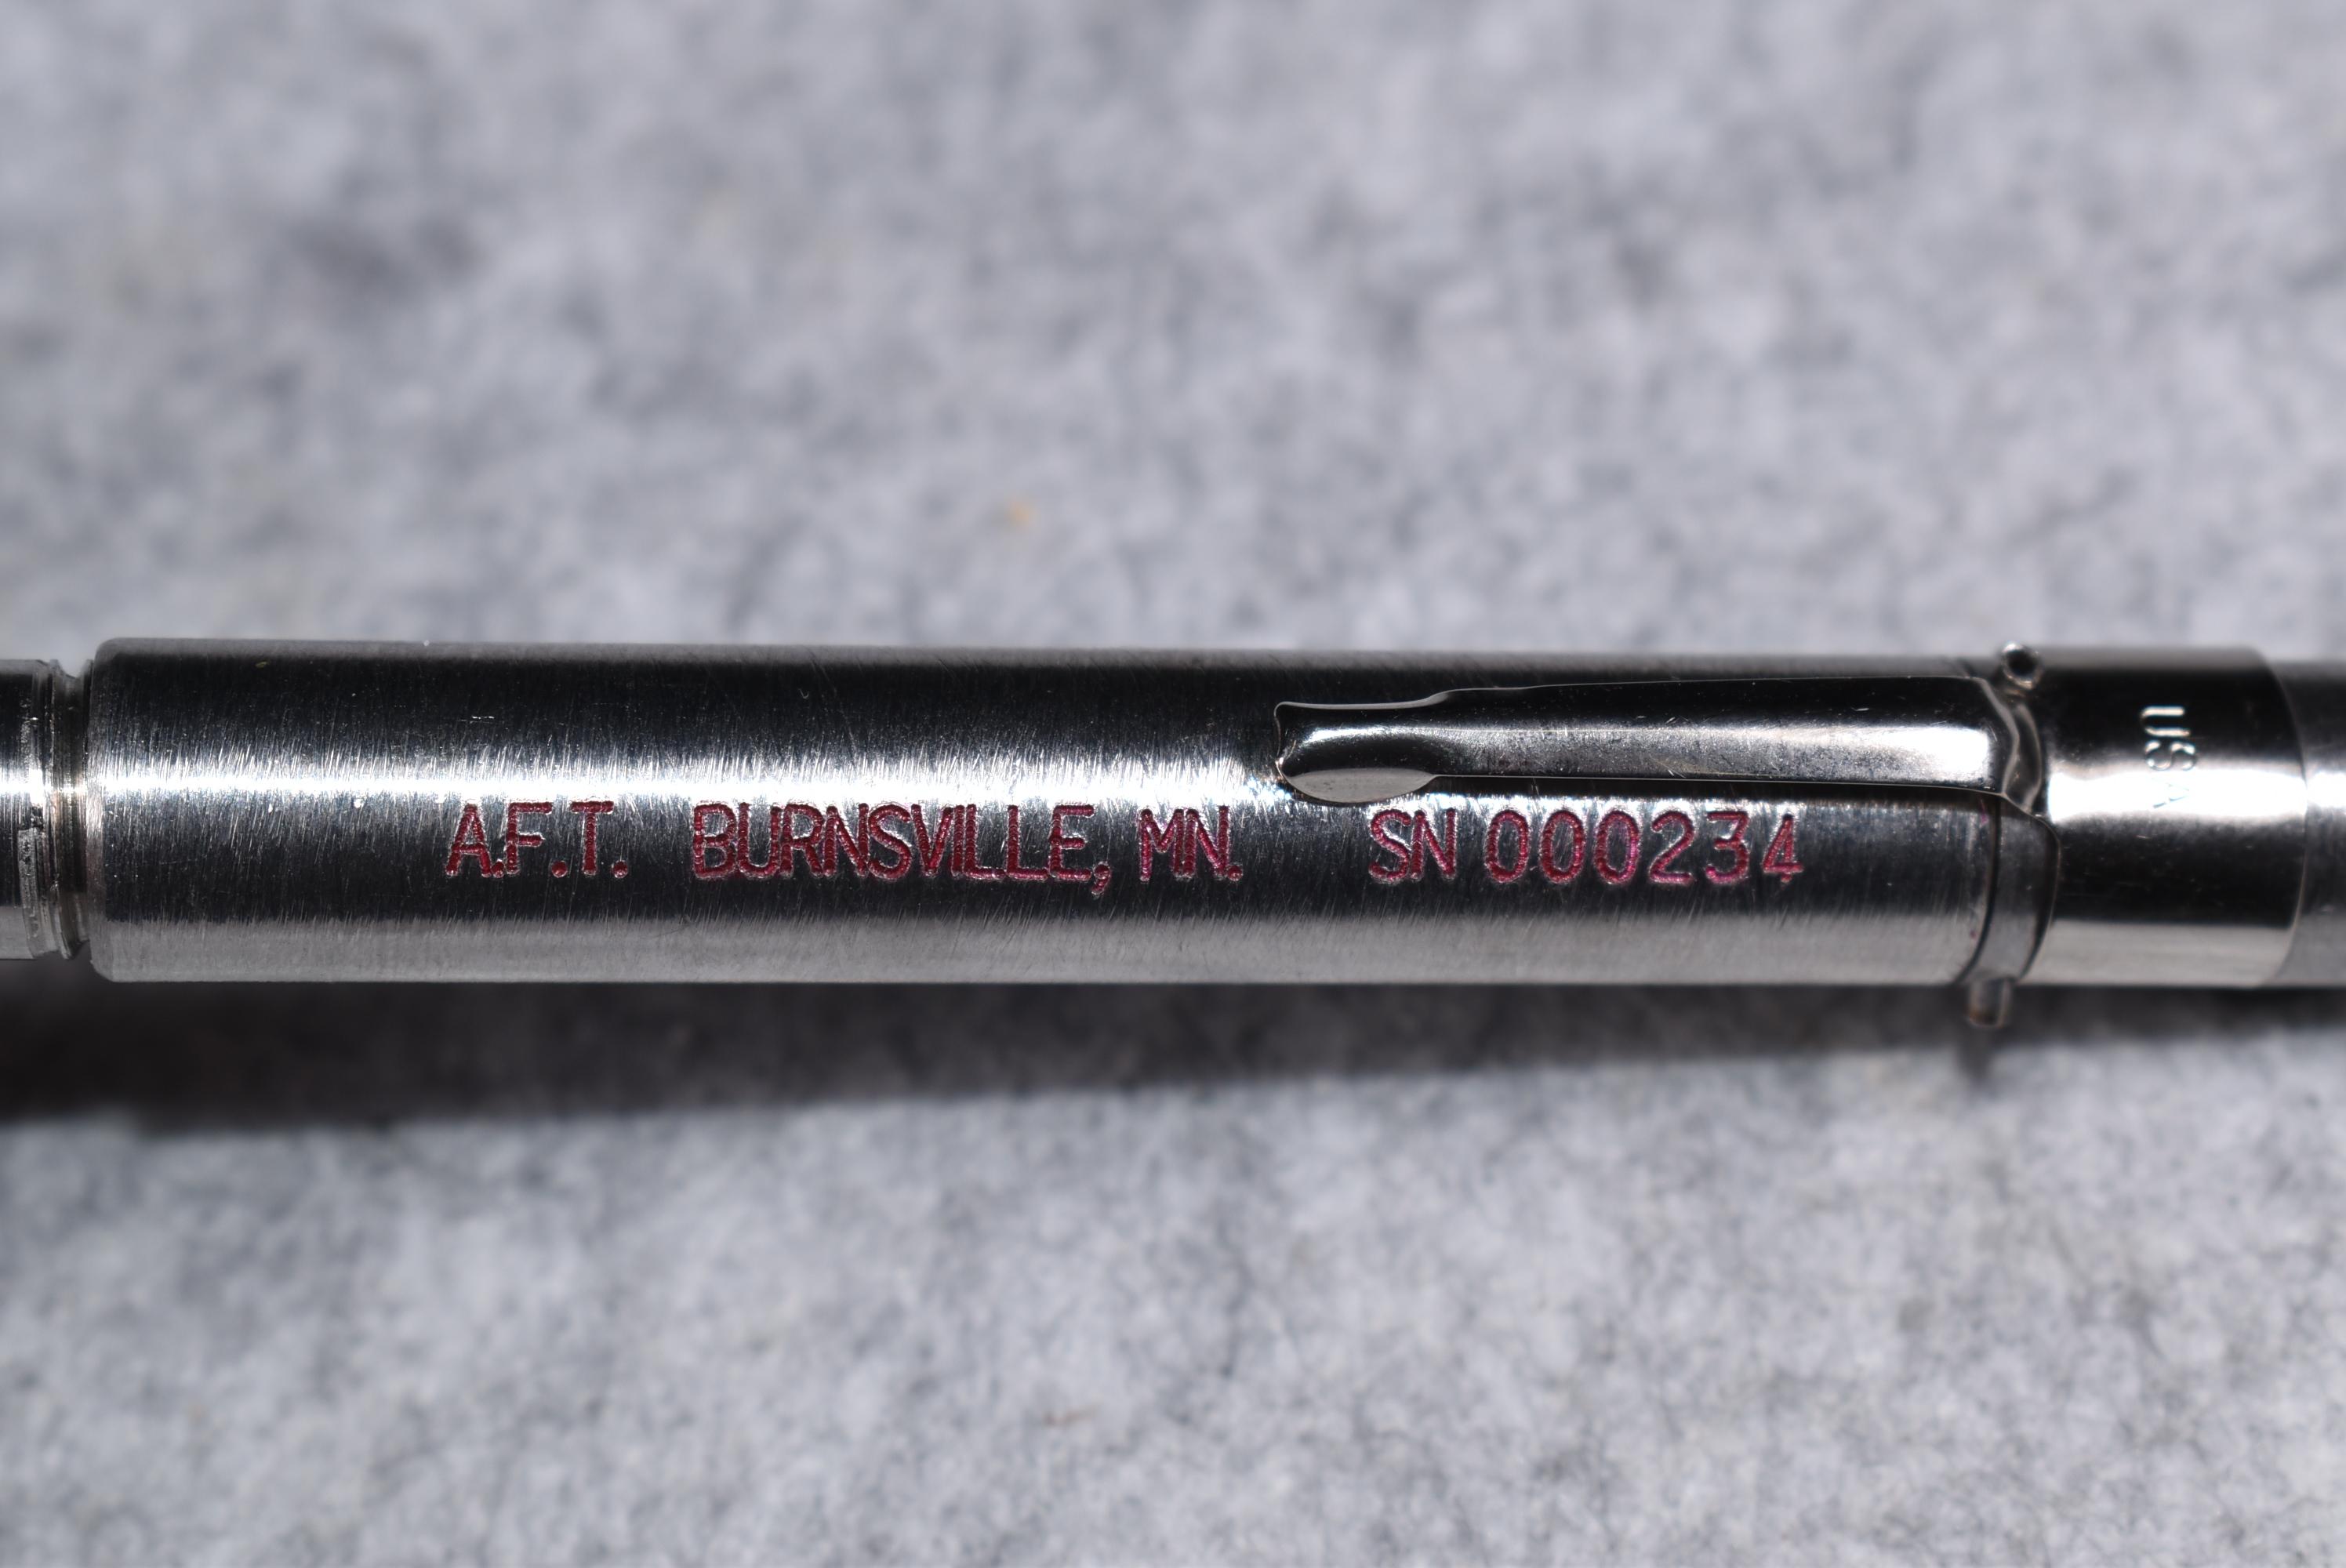 A.F.T. BURNSVILLE, MN. SN 000234
USA